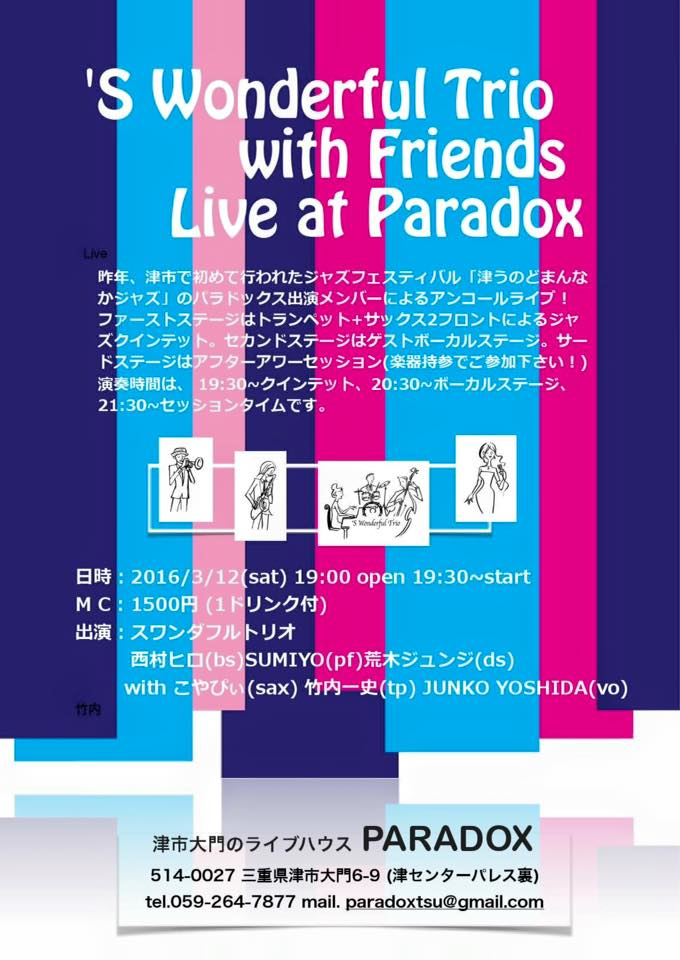 'S Wonderful Trio
with Friends
Live at Paradox
Live
昨年、津市で初めて行われたジャズフェスティバル「津うのどまんな
かジャズ」のパラドックス出演メンバーによるアンコールライブ！
ファーストステージはトランペット+サックス2フロントによるジャ
ズクインテット。セカンドステージはゲストボーカルステージ。サー
ドステージはアフターアワーセッション(楽器持参でご参加下さい！)
演奏時間は、 19:30~クインテット、20:30~ボーカルステージ、
21:30~セッションタイムです。
'S Wonderful Trio
日時：2016/3/12(sat) 19:00 open 19:30~start
ＭＣ：1500円 (1ドリンク付)
出演：スワンダフルトリオ
西村ヒロ(bs)SUMIYO(pf)荒木ジュンジ(ds)
with こやぴぃ(sax) 竹内一史(tp) JUNKO YOSHIDA(vo)
竹内
津市大門のライブハウス PARADOX
514-0027 三重県津市大門6-9 (津センターパレス裏)
tel.059-264-7877 mail. paradoxtsu@gmail.com